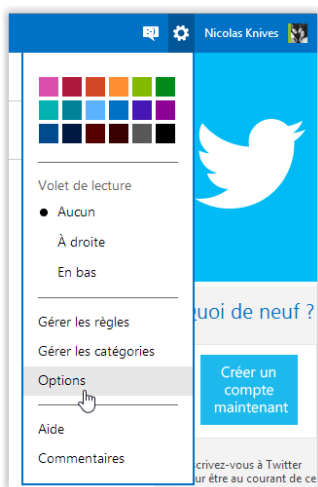 Nicolas Knives
Volet de lecture
Aucun
À droite
En bas
Gérer les règles
Gérer les catégories
Options
Aide
Commentaires
uoi de neuf ?
Créer un
compte
maintenant
crivez-vous à Twitter
ur être au courant de ce